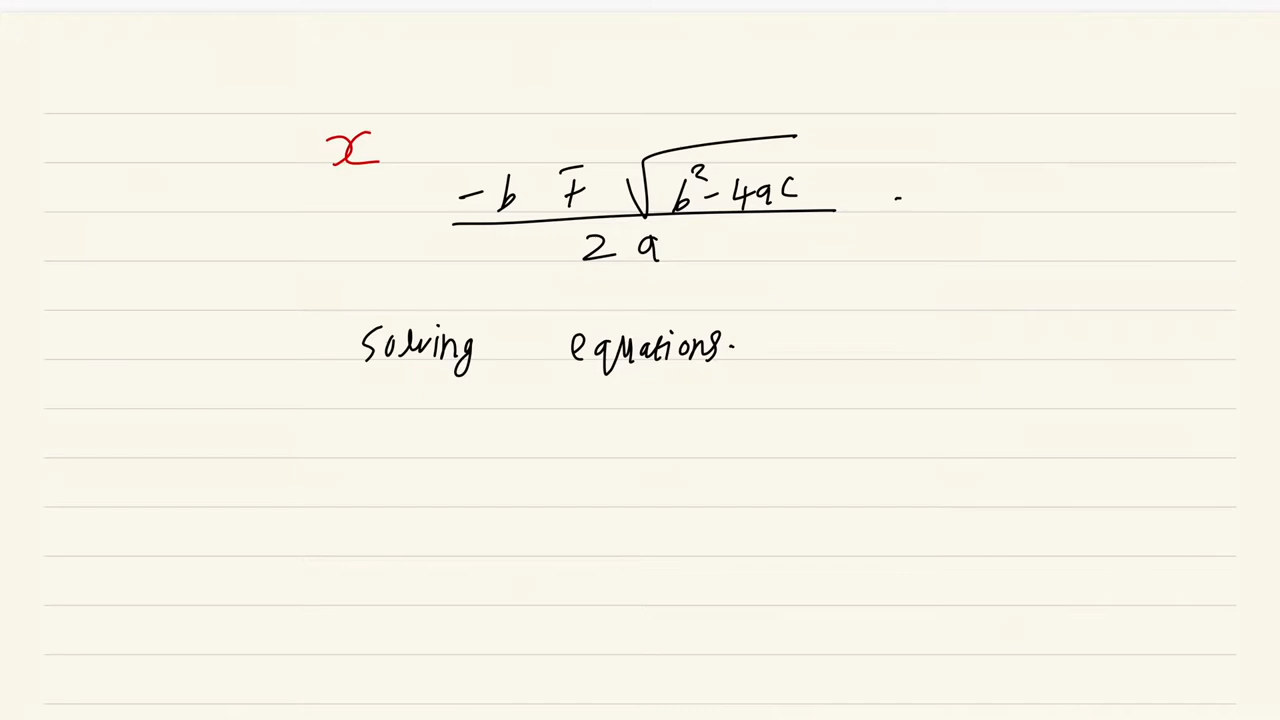 x
-b ∓ √b²-4ac
2a
solving equations.